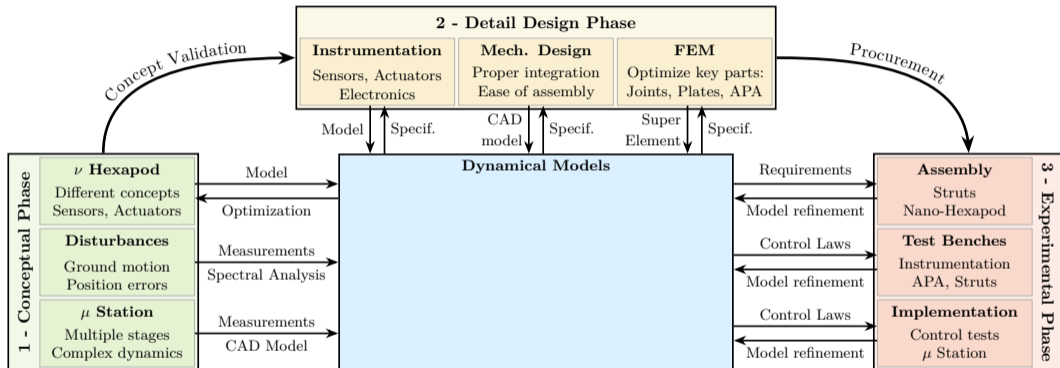 2 - Detail Design Phase
Instrumentation
Sensors, Actuators
Electronics
Mech. Design
Proper integration
Ease of assembly
FEM
Optimize key parts:
Joints, Plates, APA
Concept Validation
Procurement
Model
Specif.
CAD
model
Specif.
Super
Element
Specif.
1 - Conceptual Phase
ν Hexapod
Different concepts
Sensors, Actuators
Disturbances
Ground motion
Position errors
μ Station
Multiple stages
Complex dynamics
Model
Optimization
Measurements
Spectral Analysis
Measurements
CAD Model
Dynamical Models
Requirements
Model refinement
Control Laws
Model refinement
Control Laws
Model refinement
Assembly
Struts
Nano-Hexapod
Test Benches
Instrumentation
APA, Struts
Implementation
Control tests
μ Station
3 - Experimental Phase